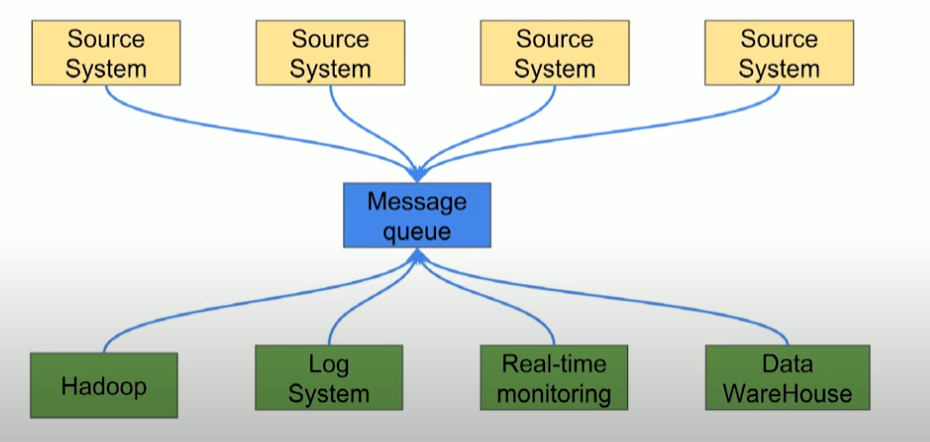 Source
System
Source
System
Source
System
Source
System
Message
queue
Hadoop
Log
System
Real-time
monitoring
Data
WareHouse